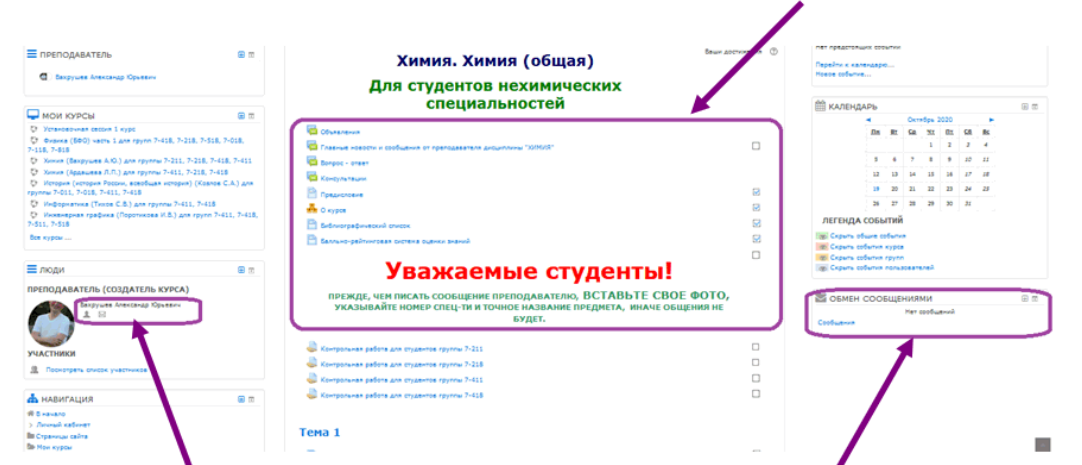 ПРЕПОДАВАТЕЛЬ
Вахрушев Александр Юрьевич
МОИ КУРСЫ
Установочная сессия 1 курс
Физика (БФО) часть 1 для групп 7-418, 7-218, 7-518, 7-018,
7-118, 7-818
Химия (Вахрушев А.Ю.) для группы 7-211, 7-218, 7-418, 7-411
Химия (Ардашева Л.П.) для группы 7-411, 7-218, 7-418
История (история России, всеобщая история) (Козлов С.А.) для
группы 7-011, 7-018, 7-411, 7-418
Информатика (Тихов С.В.) для группы 7-411, 7-418
Инженерная графика (Поротикова И.В.) для групп 7-411, 7-418,
7-511, 7-518
Все курсы ...
ЛЮДИ
ПРЕПОДАВАТЕЛЬ (СОЗДАТЕЛЬ КУРСА)
Вахрушев Александр Юрьевич
УЧАСТНИКИ
Посмотреть список участников
НАВИГАЦИЯ
В начало
Личный кабинет
Страницы сайта
Мои курсы
Ваши достижения
Химия. Химия (общая)
Для студентов нехимических
специальностей
Объявления
Главные новости и сообщения от преподавателя дисциплины "ХИМИЯ"
Вопрос - ответ
Консультации
Предисловие
О курсе
Библиографический список
Балльно-рейтинговая система оценки знаний
Уважаемые студенты!
ПРЕЖДЕ, ЧЕМ ПИСАТЬ СООБЩЕНИЕ ПРЕПОДАВАТЕЛЮ, ВСТАВЬТЕ СВОЕ ФОТО,
УКАЗЫВАЙТЕ НОМЕР СПЕЦ-ТИ И ТОЧНОЕ НАЗВАНИЕ ПРЕДМЕТА, ИНАЧЕ ОБЩЕНИЯ НЕ
БУДЕТ.
Контрольная работа для студентов группы 7-211
Контрольная работа для студентов группы 7-218
Контрольная работа для студентов группы 7-411
Контрольная работа для студентов группы 7-418
Тема 1
Нет предстоящих событий
Перейти к календарю...
Новое событие...
КАЛЕНДАРЬ
◄ Октябрь 2020 ►
Пн Вт Ср Чт Пт Сб Вс
1 2 3 4
5 6 7 8 9 10 11
12 13 14 15 16 17 18
19 20 21 22 23 24 25
26 27 28 29 30 31
ЛЕГЕНДА СОБЫТИЙ
Скрыть общие события
Скрыть события курса
Скрыть события групп
Скрыть события пользователей
ОБМЕН СООБЩЕНИЯМИ
Нет сообщений
Сообщения